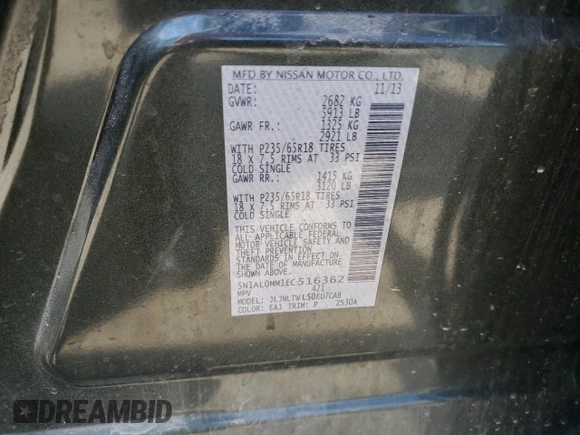 MFD BY NISSAN MOTOR CO., LTD.
DATE: 11/13
GVWR: 2682 KG
5913 LB
GAWR FR.: 1325 KG
2921 LB
WITH P235/65R18 TIRES
18 X 7.5 RIMS AT 33 PSI
COLD SINGLE
GAWR RR.: 1415 KG
3120 LB
WITH P235/65R18 TIRES
18 X 7.5 RIMS AT 33 PSI
COLD SINGLE
THIS VEHICLE CONFORMS TO
ALL APPLICABLE FEDERAL
MOTOR VEHICLE SAFETY AND
THEFT PREVENTION
STANDARDS IN EFFECT ON
THE DATE OF MANUFACTURE
SHOWN ABOVE.
5N1AL0MM1EC516362
MPV 421
MODEL: JLJNLTWL50EU7CAB
COLOR: EAJ TRIM: P Z530A
DREAMBID